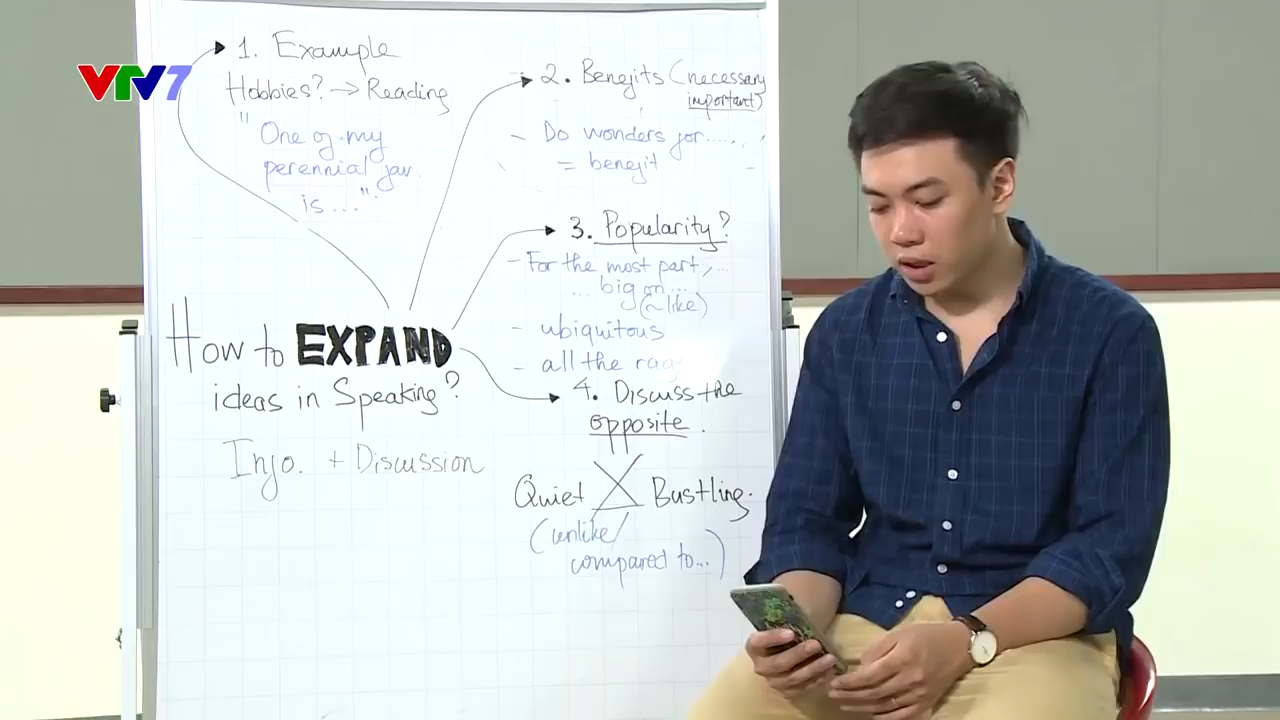 VTV7
1. Example
Hobbies? → Reading
"One of my
perennial fav.
is ..."
2. Benefits (necessary
important)
- Do wonders for......
= benefit
3. Popularity?
- For the most part, ...
... big on ...
(~ like)
- ubiquitous
- all the rage
How to EXPAND
ideas in Speaking?
Info. + Discussion
4. Discuss the
opposite.
Quiet X Bustling.
(unlike/
compared to...)